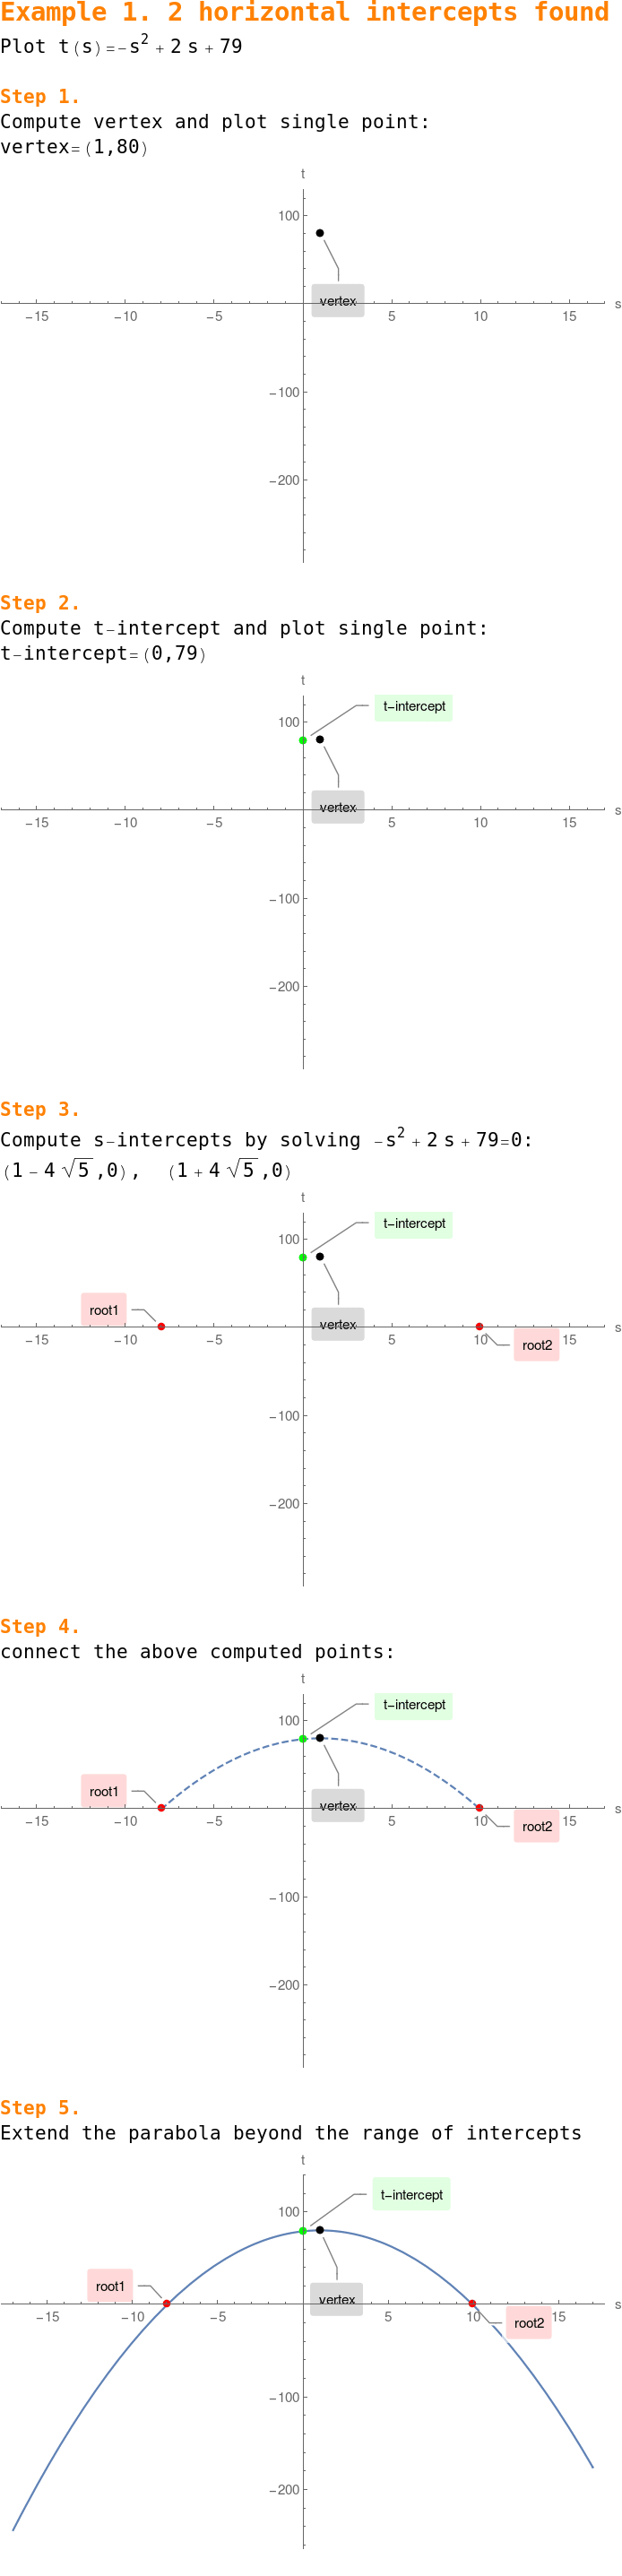 Example 1. 2 horizontal intercepts found
Plot t(s)=-s² + 2 s + 79
Step 1.
Compute vertex and plot single point:
vertex=(1,80)
t
100
vertex
-15 -10 -5 5 10 15 s
-100
-200
Step 2.
Compute t-intercept and plot single point:
t-intercept=(0,79)
t
t-intercept
100
vertex
-15 -10 -5 5 10 15 s
-100
-200
Step 3.
Compute s-intercepts by solving -s² + 2 s + 79=0:
(1 - 4 √5 ,0), (1 + 4 √5 ,0)
t
t-intercept
100
root1
vertex
root2
-15 -10 -5 5 10 15 s
-100
-200
Step 4.
connect the above computed points:
t
t-intercept
100
root1
vertex
root2
-15 -10 -5 5 10 15 s
-100
-200
Step 5.
Extend the parabola beyond the range of intercepts
t
t-intercept
100
root1
vertex
root2
-15 -10 -5 5 10 15 s
-100
-200